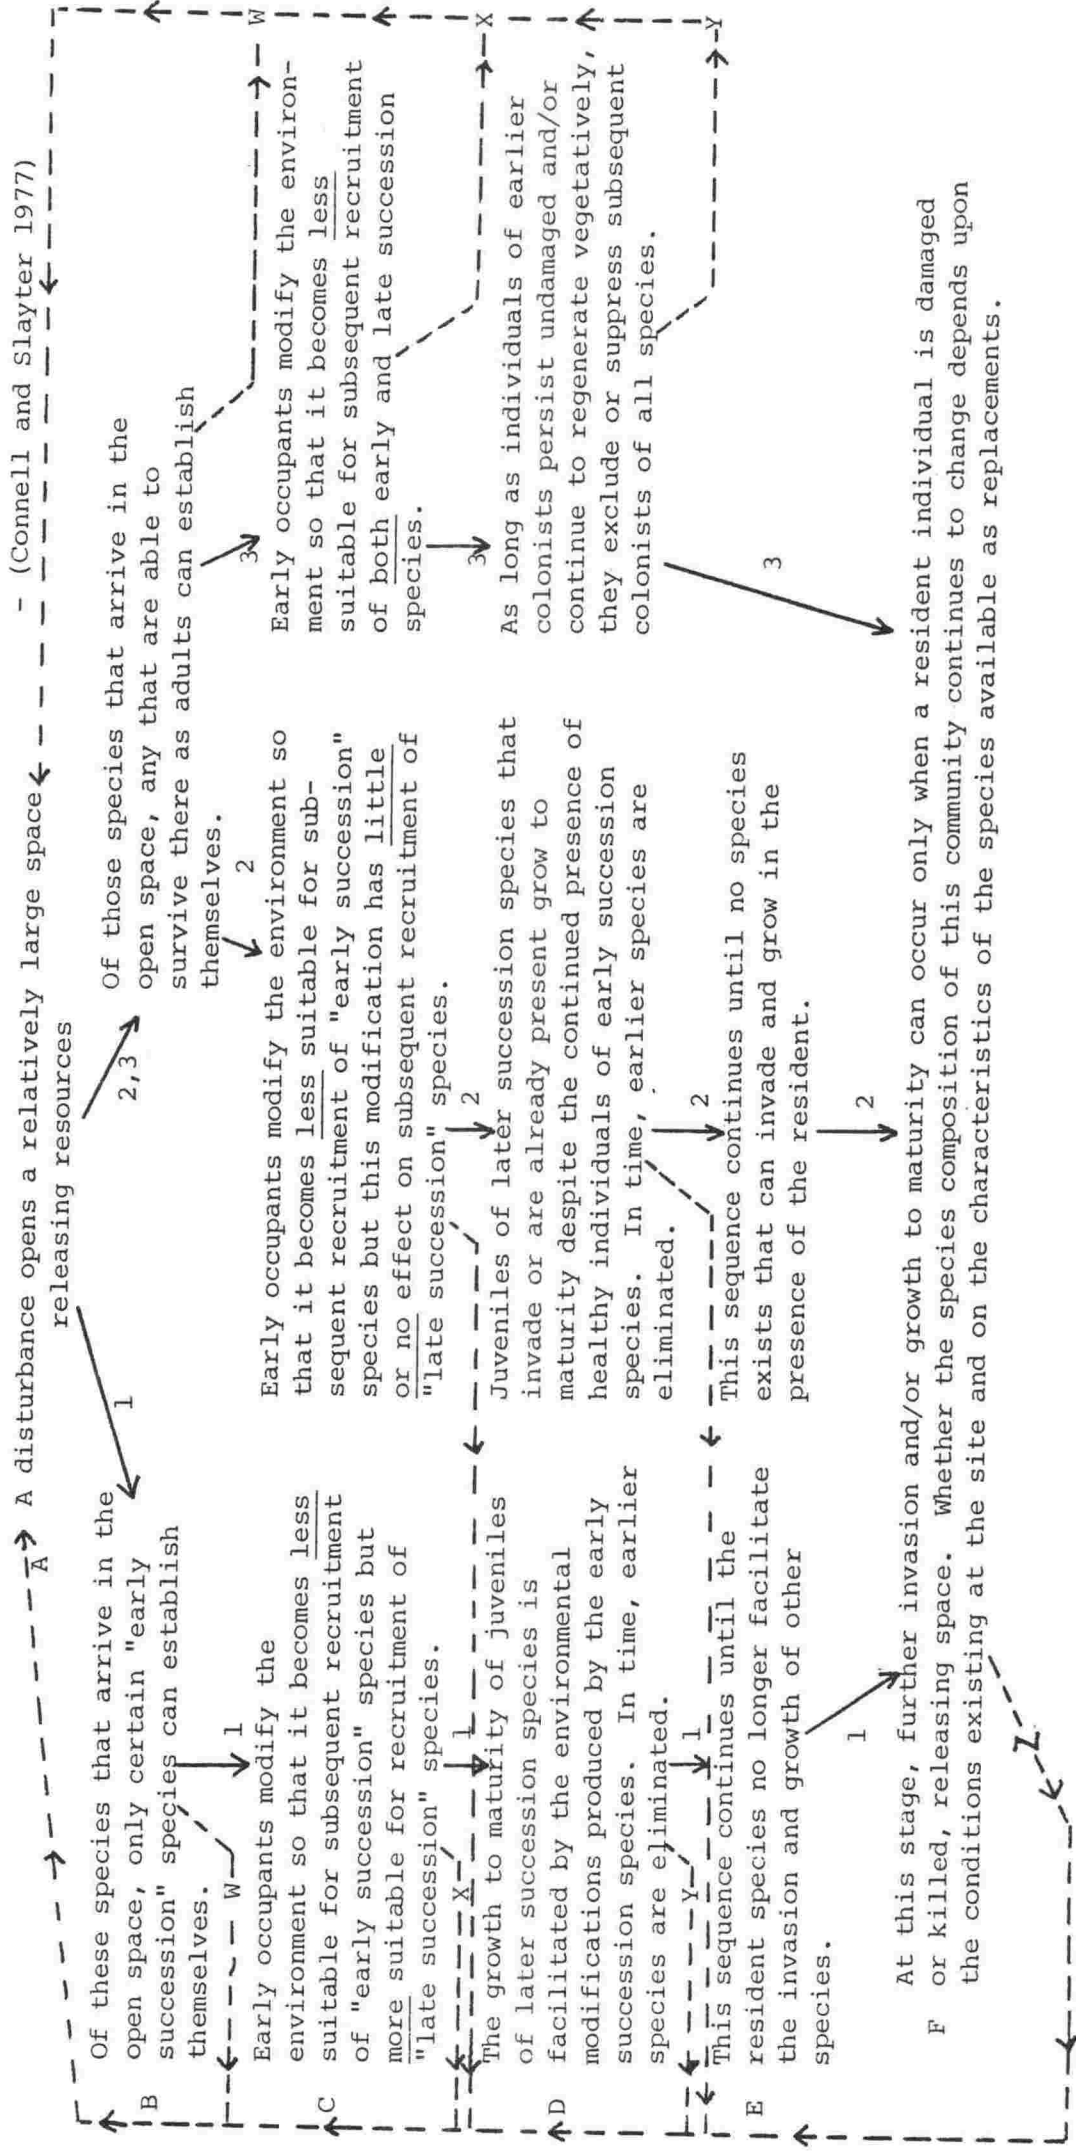 - (Connell and Slayter 1977)
A
A disturbance opens a relatively large space
releasing resources
1
2,3
B
Of these species that arrive in the
open space, only certain "early
succession" species can establish
themselves.
Of those species that arrive in the
open space, any that are able to
survive there as adults can establish
themselves.
W
1
2
3
W
C
Early occupants modify the
environment so that it becomes less
suitable for subsequent recruitment
of "early succession" species but
more suitable for recruitment of
"late succession" species.
Early occupants modify the environment so
that it becomes less suitable for sub-
sequent recruitment of "early succession"
species but this modification has little
or no effect on subsequent recruitment of
"late succession" species.
Early occupants modify the environ-
ment so that it becomes less
suitable for subsequent recruitment
of both early and late succession
species.
X
1
2
3
X
D
The growth to maturity of juveniles
of later succession species is
facilitated by the environmental
modifications produced by the early
succession species. In time, earlier
species are eliminated.
Juveniles of later succession species that
invade or are already present grow to
maturity despite the continued presence of
healthy individuals of early succession
species. In time, earlier species are
eliminated.
As long as individuals of earlier
colonists persist undamaged and/or
continue to regenerate vegetatively,
they exclude or suppress subsequent
colonists of all species.
Y
1
2
3
Y
E
This sequence continues until the
resident species no longer facilitate
the invasion and growth of other
species.
This sequence continues until no species
exists that can invade and grow in the
presence of the resident.
1
2
F
At this stage, further invasion and/or growth to maturity can occur only when a resident individual is damaged
or killed, releasing space. Whether the species composition of this community continues to change depends upon
the conditions existing at the site and on the characteristics of the species available as replacements.
Z